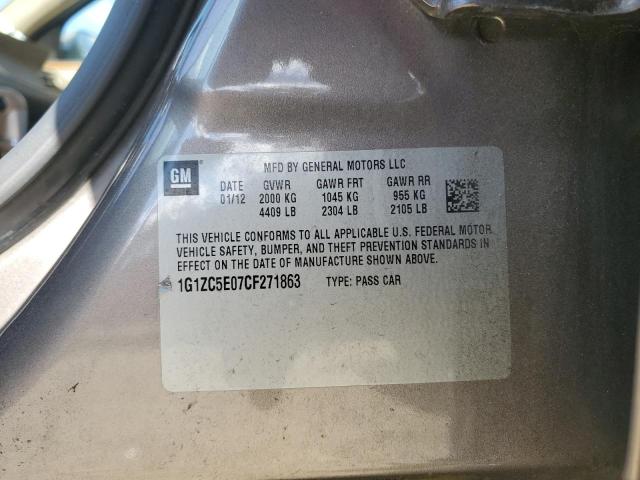 GM
MFD BY GENERAL MOTORS LLC
DATE GVWR GAWR FRT GAWR RR
01/12 2000 KG 1045 KG 955 KG
4409 LB 2304 LB 2105 LB
THIS VEHICLE CONFORMS TO ALL APPLICABLE U.S. FEDERAL MOTOR
VEHICLE SAFETY, BUMPER, AND THEFT PREVENTION STANDARDS IN
EFFECT ON THE DATE OF MANUFACTURE SHOWN ABOVE.
1G1ZC5E07CF271863 TYPE: PASS CAR